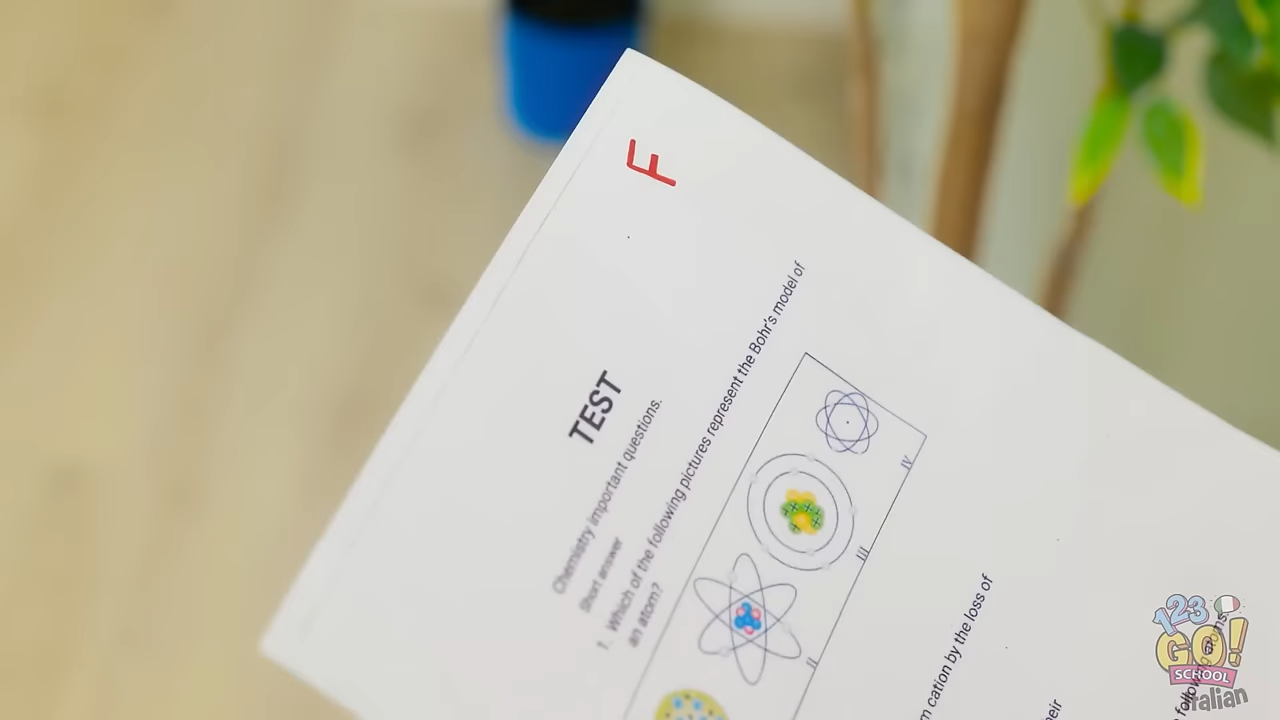 F
TEST
Chemistry important questions.
Short answer
1. Which of the following pictures represent the Bohr's model of
an atom?
II
III
IV
cation by the loss of
123
GO!
SCHOOL
Italian